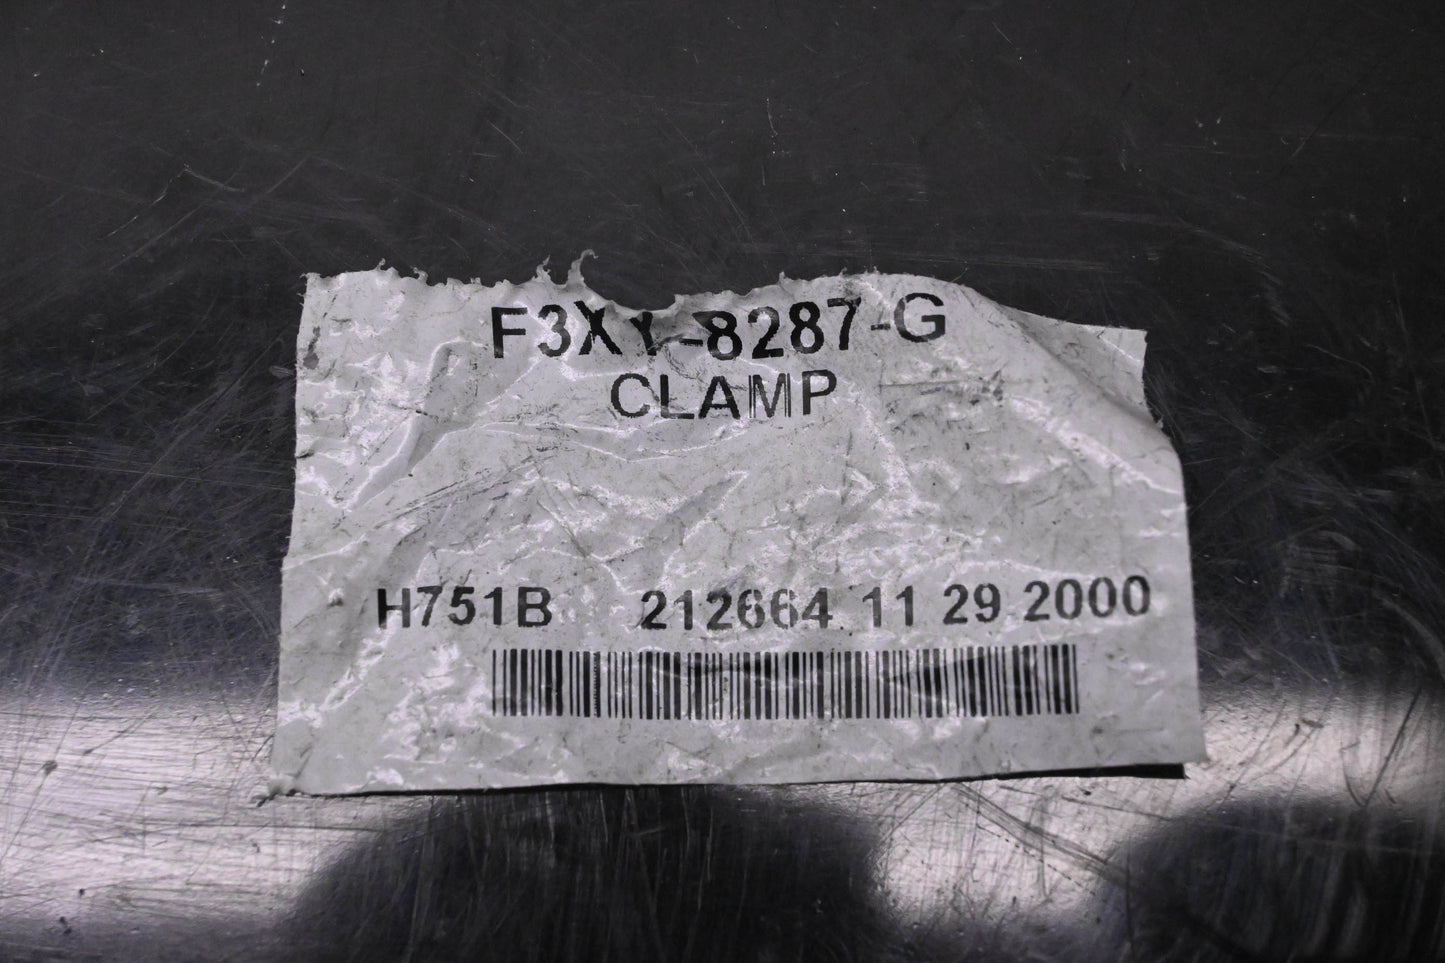 F3XY-8287-G
CLAMP
H751B 212664 11 29 2000